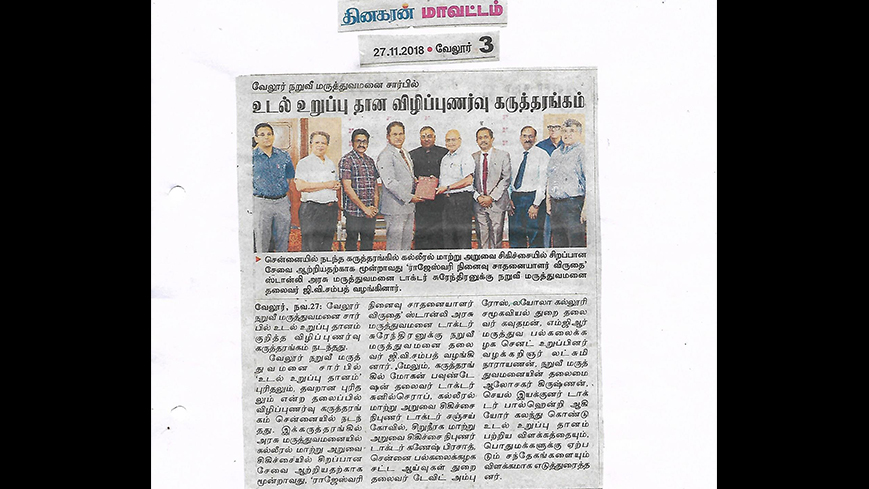 தினகரன் மாவட்டம்
27.11.2018 • வேலூர் 3
வேலூர் நறுவீ மருத்துவமனை சார்பில்
உடல் உறுப்பு தான விழிப்புணர்வு கருத்தரங்கம்
சென்னையில் நடந்த கருத்தரங்கில் கல்லீரல் மாற்று அறுவை சிகிச்சையில் சிறப்பான
சேவை ஆற்றியதற்காக மூன்றாவது 'ராஜேஸ்வரி நினைவு சாதனையாளர் விருதை'
ஸ்டான்லி அரசு மருத்துவமனை டாக்டர் சுரேந்திரனுக்கு நறுவீ மருத்துவமனை
தலைவர் ஜி.வி.சம்பத் வழங்கினார்.
வேலூர், நவ.27: வேலூர்
நறுவீ மருத்துவமனை சார்
பில் உடல் உறுப்பு தானம்
குறித்த விழிப்புணர்வு
கருத்தரங்கம் நடந்தது.
வேலூர் நறுவீ மருத்
துவமனை சார்பில்
'உடல் உறுப்பு தானம்'
புரிதலும், தவறான புரித
லும் என்ற தலைப்பில்
விழிப்புணர்வு கருத்தரங்
கம் சென்னையில் நடந்
தது. இக்கருத்தரங்கில்
அரசு மருத்துவமனையில்
கல்லீரல் மாற்று அறுவை
சிகிச்சையில் சிறப்பான
சேவை ஆற்றியதற்காக
மூன்றாவது, 'ராஜேஸ்வரி
நினைவு சாதனையாளர்
விருதை' ஸ்டான்லி அரசு
மருத்துவமனை டாக்டர்
சுரேந்திரனுக்கு நறுவீ
மருத்துவமனை தலை
வர் ஜி.வி.சம்பத் வழங்கி
னார். மேலும், கருத்தரங்
கில் மோகன் பவுண்டே
ஷன் தலைவர் டாக்டர்
சுனில்செராப், கல்லீரல்
மாற்று அறுவை சிகிச்சை
நிபுணர் டாக்டர் சஞ்சய்
கோவில், சிறுநீரக மாற்று
அறுவை சிகிச்சை நிபுணர்
டாக்டர் கணேஷ் பிரசாத்,
சென்னை பல்கலைக்கழக
சட்ட ஆய்வுகள் துறை
தலைவர் டேவிட் அம்பு
ரோஸ், லயோலா கல்லூரி
சமூகவியல் துறை தலை
வர் கவுதமன், எம்ஜிஆர்
மருத்துவ பல்கலைக்க
ழக செனட் உறுப்பினர்
வழக்கறிஞர் லட்சுமி
நாராயணன், நறுவீ மருத்
துவமனையின் தலைமை
ஆலோசகர் கிருஷ்ணன்,
செயல் இயக்குனர் டாக்
டர் பால்ஹென்றி ஆகி
யோர் கலந்து கொண்டு
உடல் உறுப்பு தானம்
பற்றிய விளக்கத்தையும்,
பொதுமக்களுக்கு ஏற்ப
டும் சந்தேகங்களையும்
விளக்கமாக எடுத்துரைத்த
னர்.